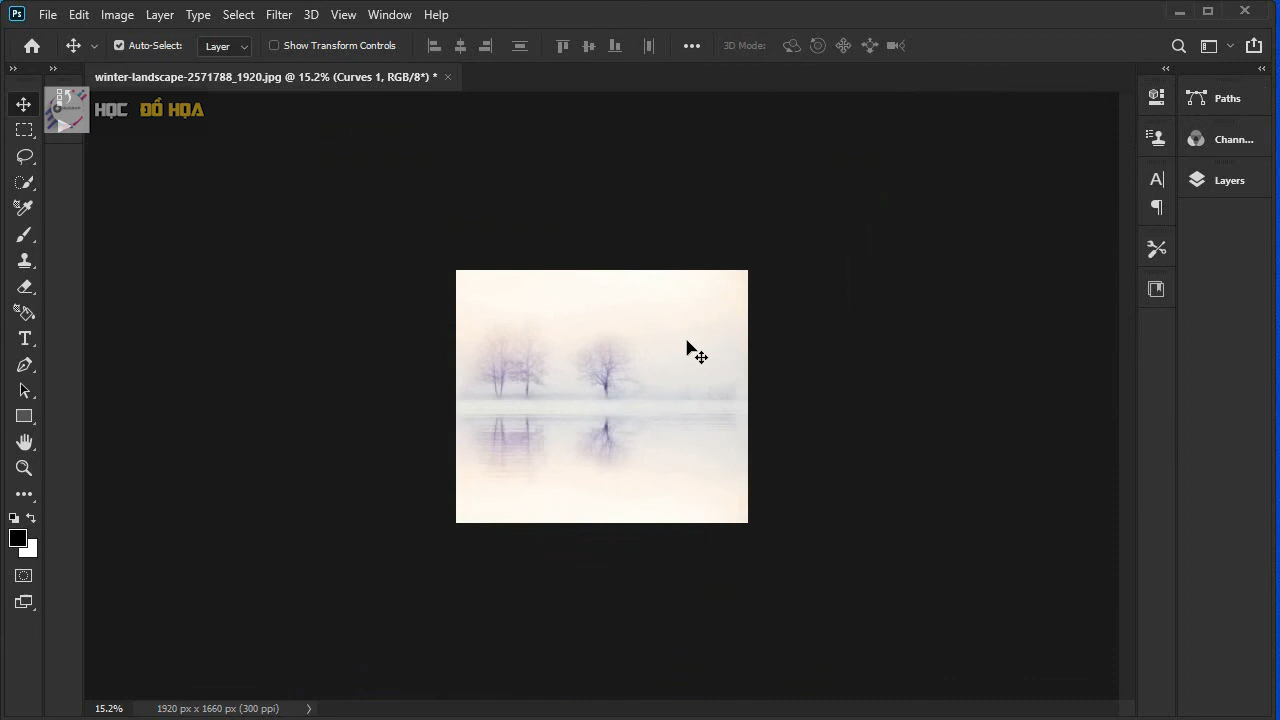 Ps File Edit Image Layer Type Select Filter 3D View Window Help
Auto-Select: Layer Show Transform Controls 3D Mode:
winter-landscape-2571788_1920.jpg @ 15.2% (Curves 1, RGB/8*) *
HỌC ĐỒ HỌA
Paths
Chann...
Layers
15.2% 1920 px x 1660 px (300 ppi)